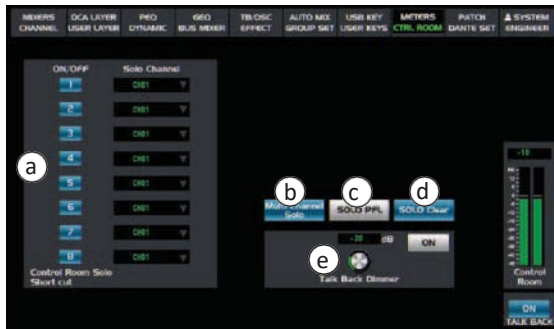 MIXERS DCA LAYER PEQ GEQ TB/OSC AUTO MIX USB KEY METERS PATCH SYSTEM
CHANNEL USER LAYER DYNAMIC BUS MIXER EFFECT GROUP SET USER KEYS CTRL ROOM DANTE SET ENGINEER
ON/OFF Solo Channel
1 CH01
2 CH01
3 CH01
4 CH01
5 CH01
6 CH01
7 CH01
8 CH01
Control Room Solo
Short cut
a
b
c
d
e
Multi Channel
Solo
SOLO PFL
SOLO Clear
-20 dB
ON
Talk Back Dimmer
-10
Control
Room
ON
TALK BACK